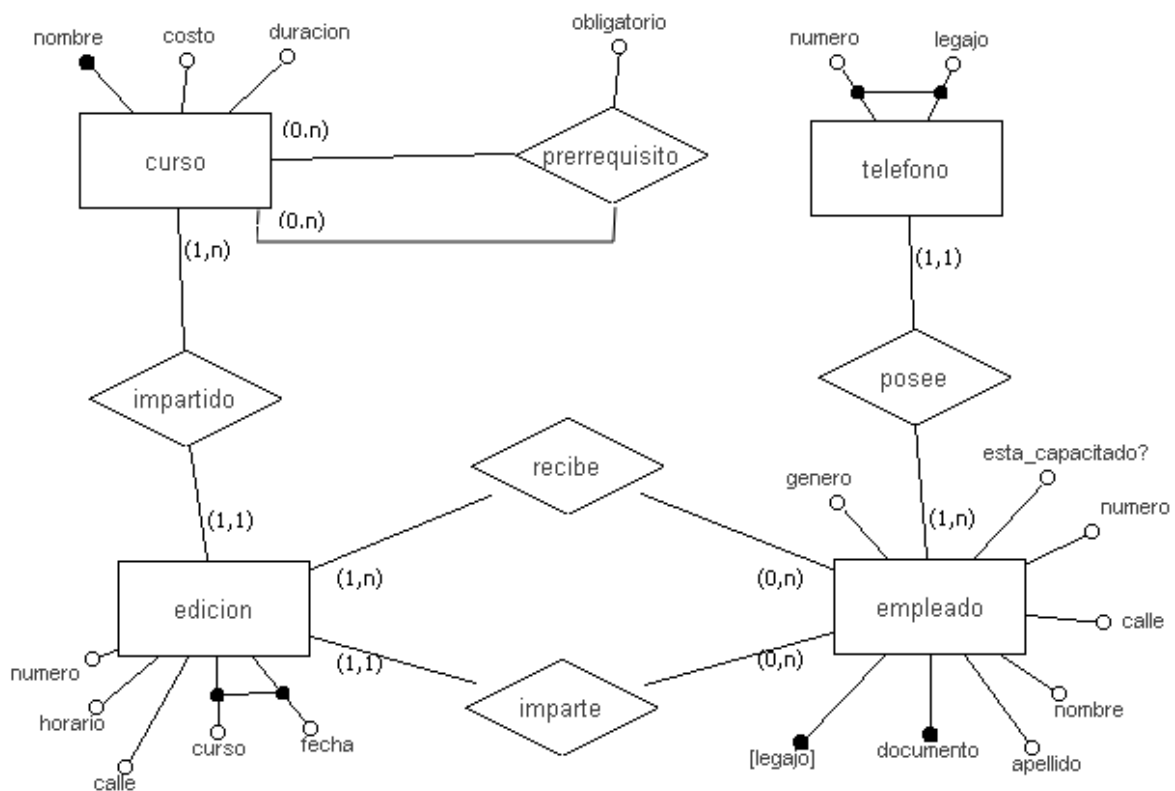 nombre
costo
duracion
obligatorio
numero
legajo
curso
(0.n)
prerrequisito
telefono
(0.n)
(1,n)
(1,1)
impartido
posee
recibe
esta_capacitado?
genero
numero
(1,1)
(1,n)
(1,n)
(0,n)
edicion
empleado
calle
numero
(1,1)
(0,n)
horario
curso
fecha
imparte
nombre
calle
[legajo]
documento
apellido